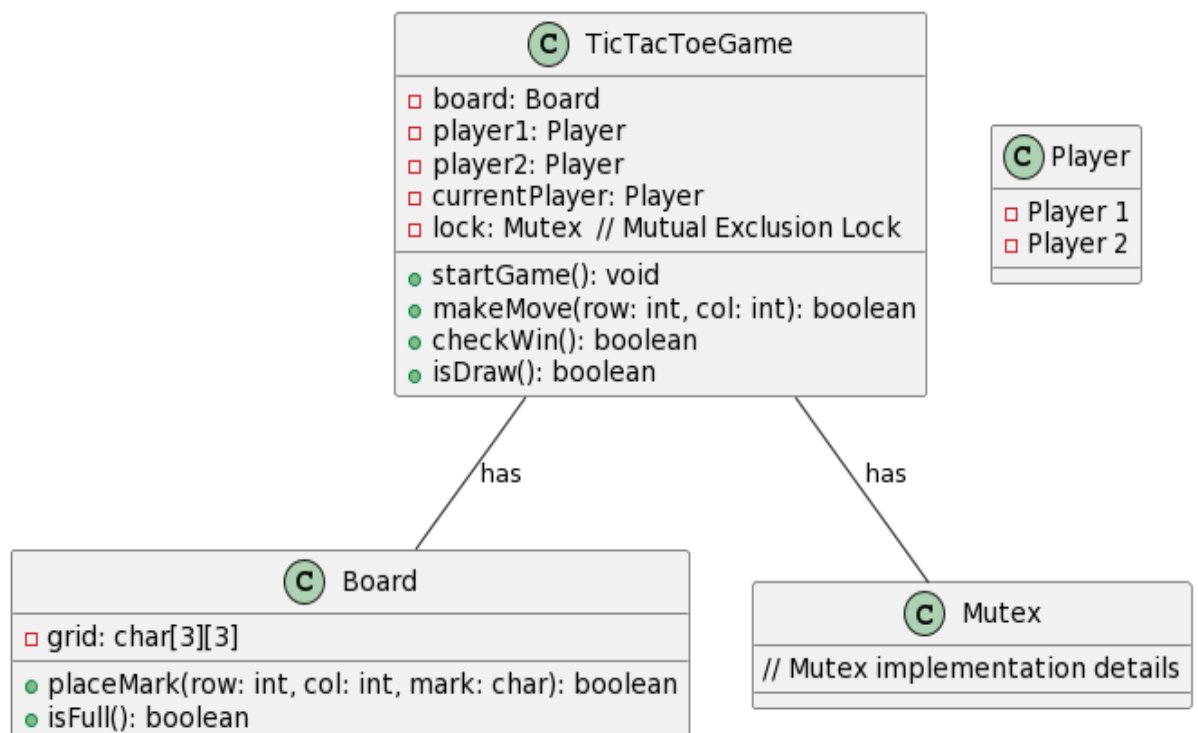 C TicTacToeGame
board: Board
player1: Player
player2: Player
currentPlayer: Player
lock: Mutex // Mutual Exclusion Lock
startGame(): void
makeMove(row: int, col: int): boolean
checkWin(): boolean
isDraw(): boolean
C Player
Player 1
Player 2
has
has
C Board
grid: char[3][3]
placeMark(row: int, col: int, mark: char): boolean
isFull(): boolean
C Mutex
// Mutex implementation details